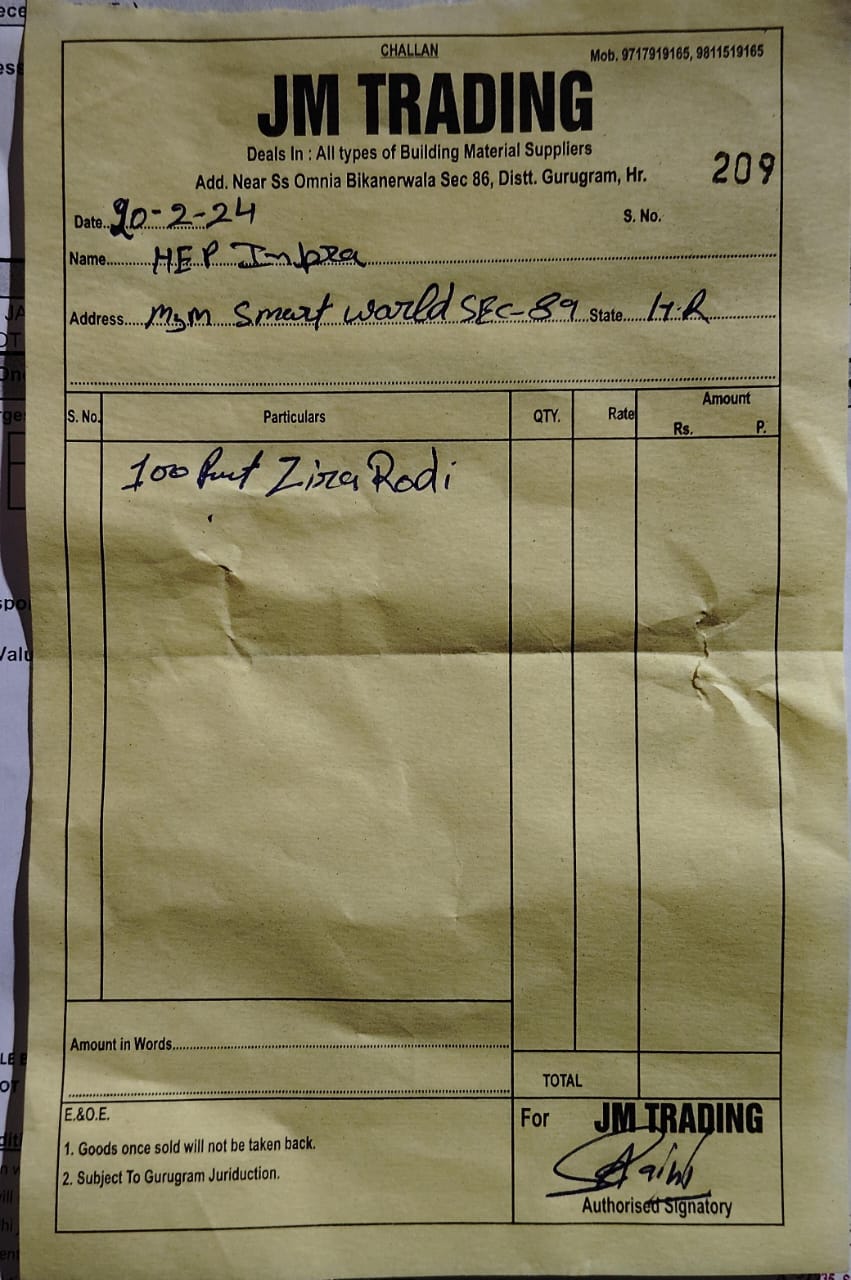 CHALLAN
Mob. 9717919165, 9811519165
JM TRADING
Deals In : All types of Building Material Suppliers
Add. Near Ss Omnia Bikanerwala Sec 86, Distt. Gurugram, Hr.
209
Date 20-2-24
S. No.
Name HEP Infra
Address M3M Smart world SEC-89 State H.R
S. No. Particulars QTY. Rate Amount
Rs. P.
100 Fut Zira Rodi
Amount in Words
TOTAL
E.&O.E.
1. Goods once sold will not be taken back.
2. Subject To Gurugram Juriduction.
For JM TRADING
Authorised Signatory